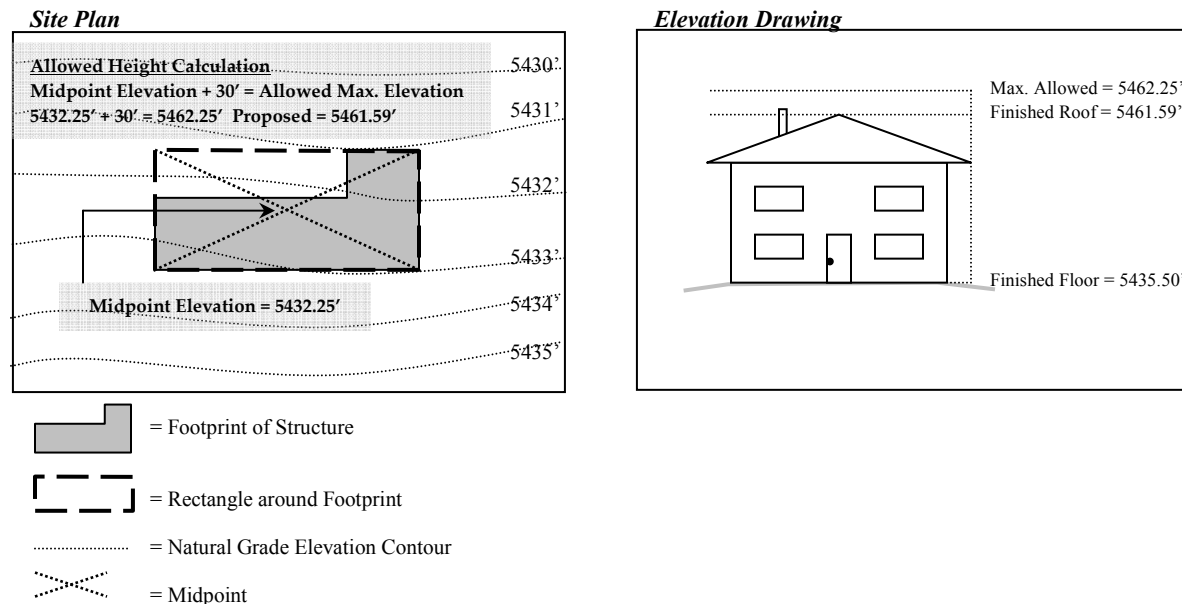 Site Plan
Allowed Height Calculation
Midpoint Elevation + 30’ = Allowed Max. Elevation
5432.25’ + 30’ = 5462.25’ Proposed = 5461.59’
5430’
5431’
5432’
5433’
5434’
5435’
Midpoint Elevation = 5432.25’
Elevation Drawing
Max. Allowed = 5462.25’
Finished Roof = 5461.59’
Finished Floor = 5435.50’
= Footprint of Structure
= Rectangle around Footprint
= Natural Grade Elevation Contour
= Midpoint